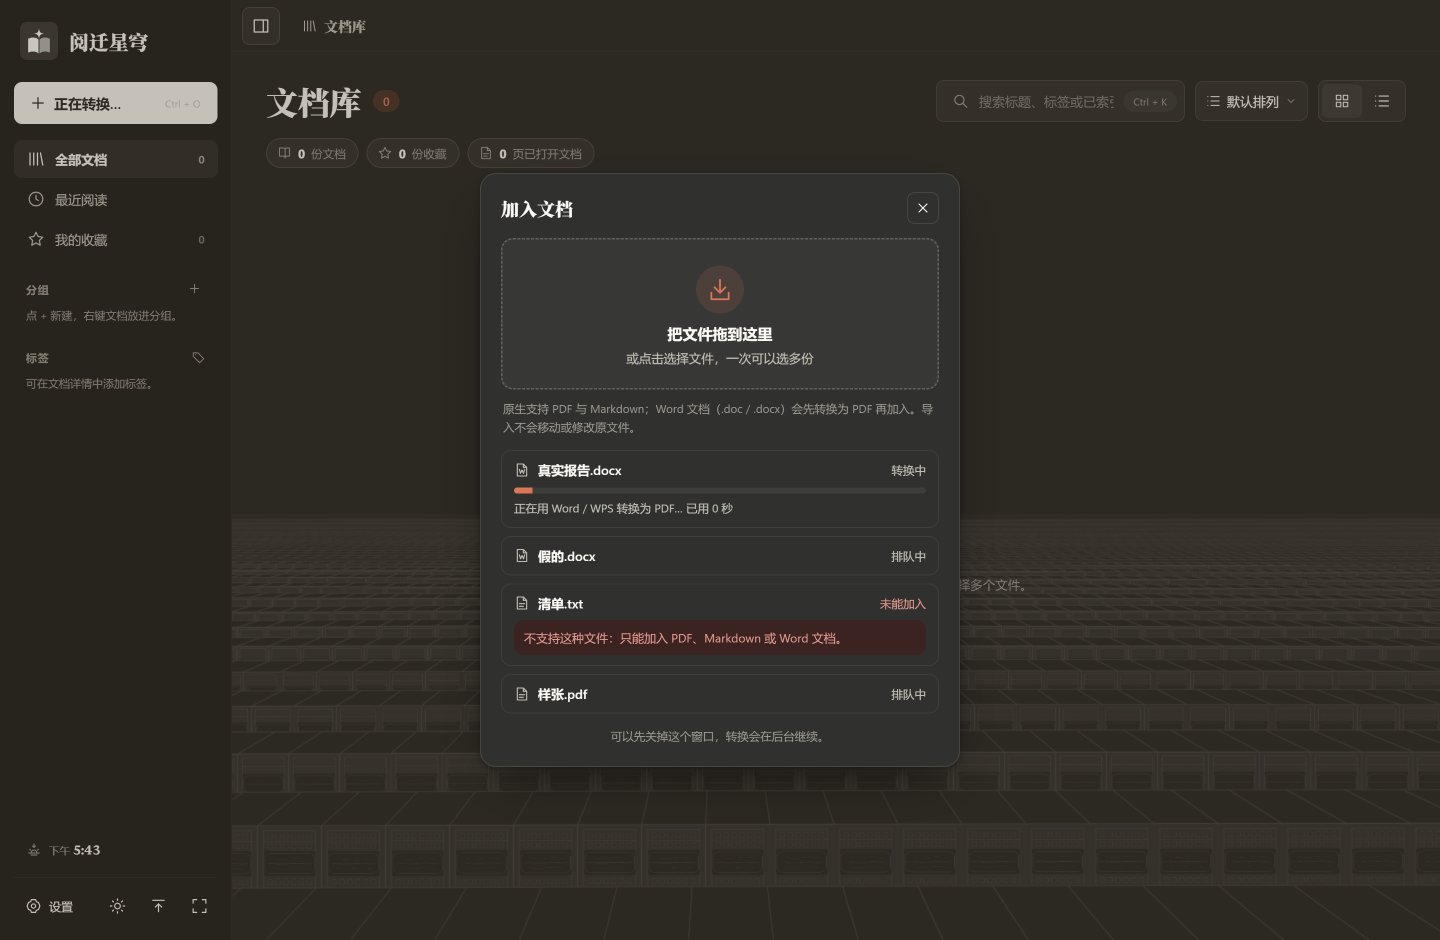 阅迁星穹
文档库
正在转换... Ctrl + O
全部文档 0
最近阅读
我的收藏 0
分组
点 + 新建，右键文档放进分组。
标签
可在文档详情中添加标签。
下午 5:43
设置
文档库 0
搜索标题、标签或已索引 Ctrl + K
默认排列
0 份文档
0 份收藏
0 页已打开文档
加入文档
把文件拖到这里
或点击选择文件，一次可以选多份
原生支持 PDF 与 Markdown；Word 文档（.doc / .docx）会先转换为 PDF 再加入。导
入不会移动或修改原文件。
真实报告.docx 转换中
正在用 Word / WPS 转换为 PDF... 已用 0 秒
假的.docx 排队中
择多个文件。
清单.txt 未能加入
不支持这种文件：只能加入 PDF、Markdown 或 Word 文档。
样张.pdf 排队中
可以先关掉这个窗口，转换会在后台继续。